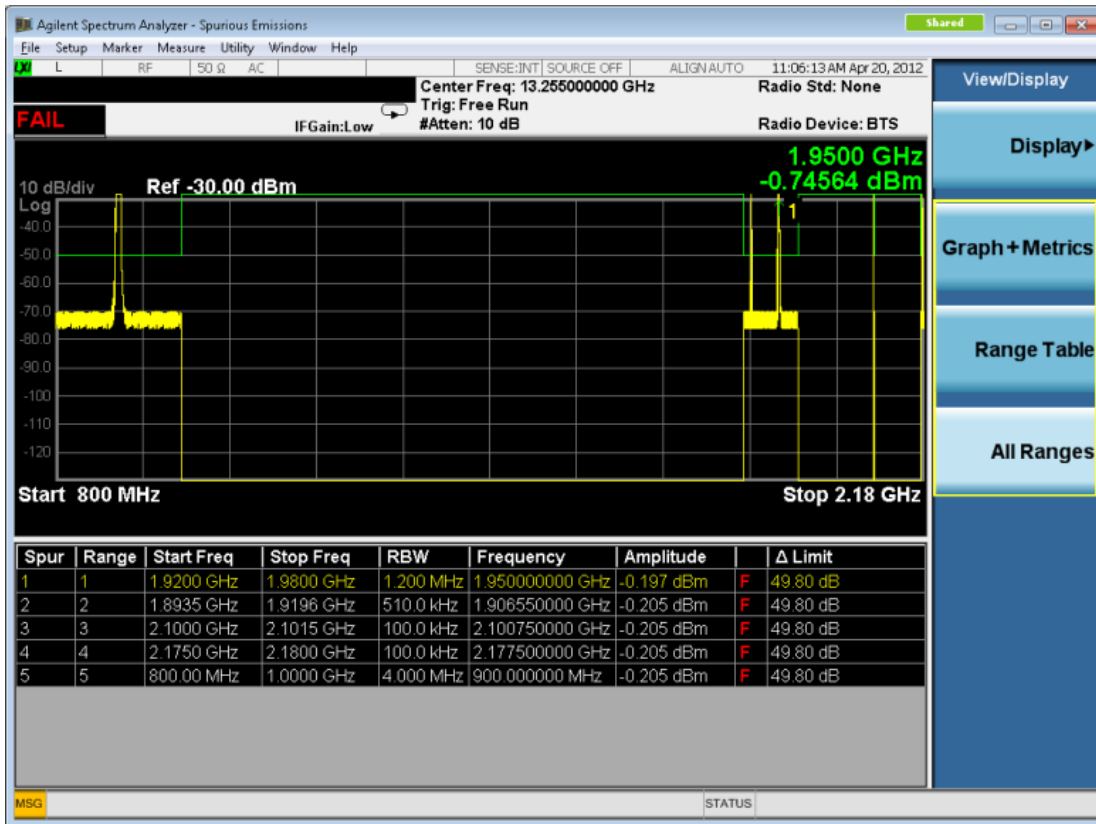 Agilent Spectrum Analyzer - Spurious Emissions
Shared
File Setup Marker Measure Utility Window Help
LXI L RF 50 Ω AC SENSE:INT SOURCE OFF ALIGN AUTO 11:06:13 AM Apr 20, 2012
Center Freq: 13.255000000 GHz Radio Std: None
Trig: Free Run
FAIL IFGain:Low #Atten: 10 dB Radio Device: BTS
1.9500 GHz
10 dB/div Ref -30.00 dBm -0.74564 dBm
Log
1
-40.0
-50.0
-60.0
-70.0
-80.0
-90.0
-100
-110
-120
Start 800 MHz Stop 2.18 GHz
Spur Range Start Freq Stop Freq RBW Frequency Amplitude Δ Limit
1 1 1.9200 GHz 1.9800 GHz 1.200 MHz 1.950000000 GHz -0.197 dBm F 49.80 dB
2 2 1.8935 GHz 1.9196 GHz 510.0 kHz 1.906550000 GHz -0.205 dBm F 49.80 dB
3 3 2.1000 GHz 2.1015 GHz 100.0 kHz 2.100750000 GHz -0.205 dBm F 49.80 dB
4 4 2.1750 GHz 2.1800 GHz 100.0 kHz 2.177500000 GHz -0.205 dBm F 49.80 dB
5 5 800.00 MHz 1.0000 GHz 4.000 MHz 900.000000 MHz -0.205 dBm F 49.80 dB
MSG STATUS
View/Display
Display
Graph + Metrics
Range Table
All Ranges